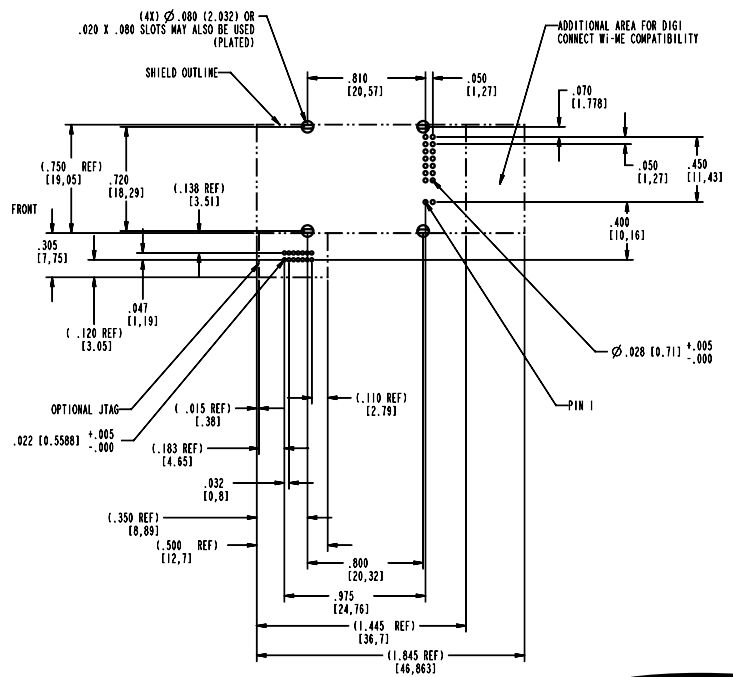 (4X) Ø.080 (2.032) OR
.020 X .080 SLOTS MAY ALSO BE USED
(PLATED)
ADDITIONAL AREA FOR DIGI
CONNECT Wi-ME COMPATIBILITY
SHIELD OUTLINE
.810
[20,57]
.050
[1,27]
.070
[1.778]
(.750 REF)
[19,05]
.720
[18,29]
(.138 REF)
[3.51]
.050
[1,27]
.450
[11,43]
FRONT
.305
[7,75]
.400
[10,16]
.047
[1,19]
( .120 REF)
[3.05]
Ø.028 [0.71] +.005
-.000
OPTIONAL JTAG
( .015 REF)
[.38]
(.110 REF)
[2.79]
PIN 1
.022 [0.5588] +.005
-.000
(.183 REF)
[4.65]
.032
[0,8]
(.350 REF)
[8,89]
(.500 REF)
[12,7]
.800
[20,32]
.975
[24,76]
(1.445 REF)
[36,7]
(1.845 REF)
[46,863]